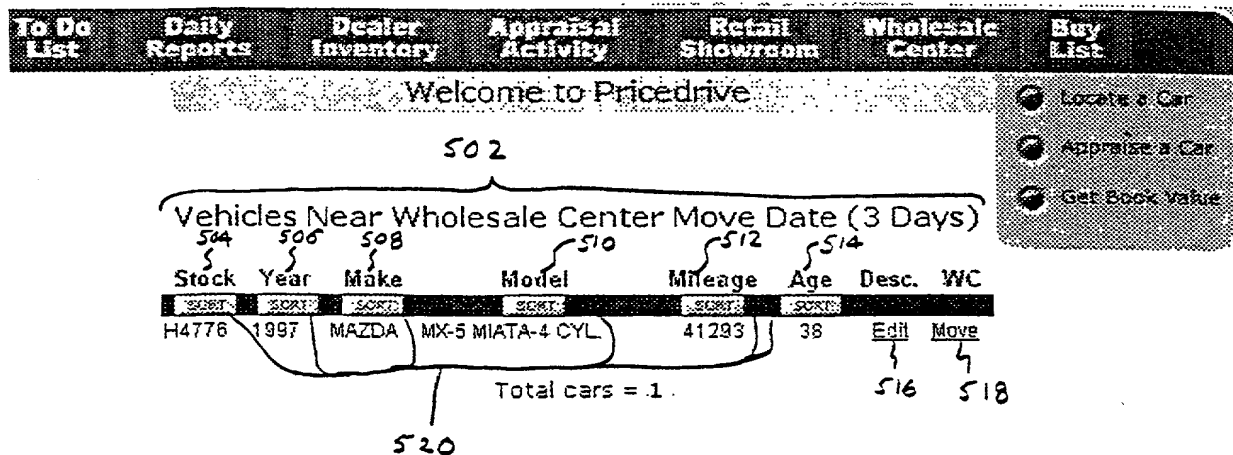 To Do List Daily Reports Dealer Inventory Appraisal Activity Retail Showroom Wholesale Center Buy List
Welcome to Pricedrive
Locate a Car
Appraise a Car
Get Book Value
502
Vehicles Near Wholesale Center Move Date (3 Days)
504 506 508 510 512 514
Stock Year Make Model Mileage Age Desc. WC
SORT SORT SORT SORT SORT SORT
H4776 1997 MAZDA MX-5 MIATA-4 CYL. 41293 38 Edit Move
Total cars = 1
516 518
520